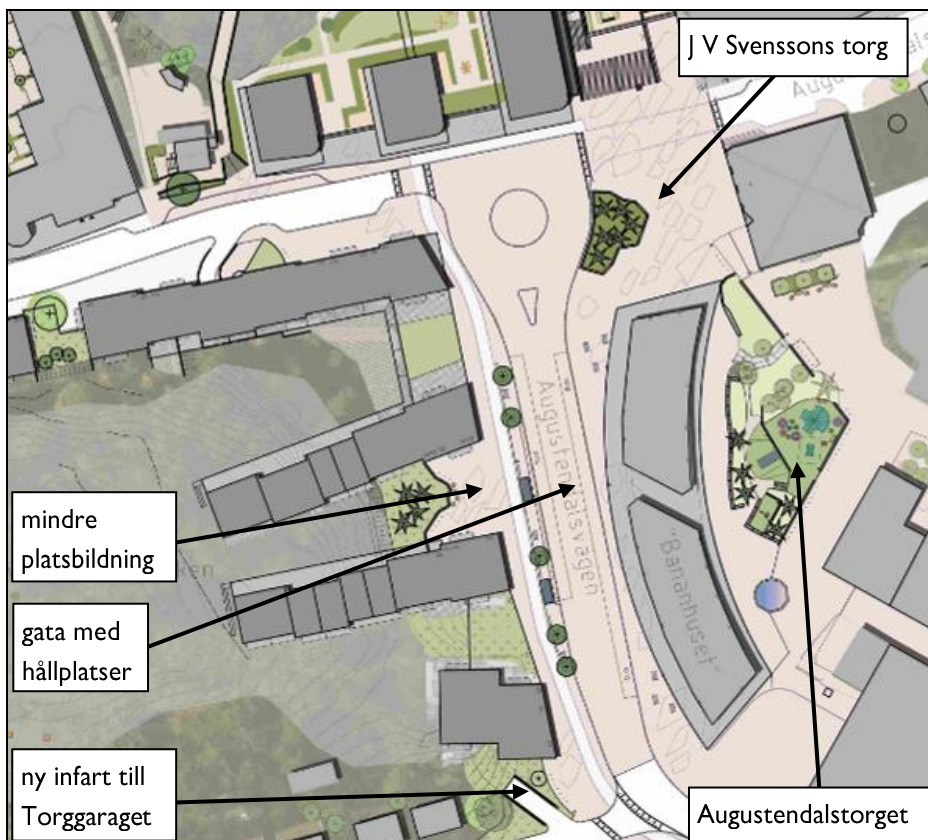 J V Svenssons torg
Augustendalsvägen
"Bananhuset"
mindre
platsbildning
gata med
hållplatser
ny infart till
Torggaraget
Augustendalstorget